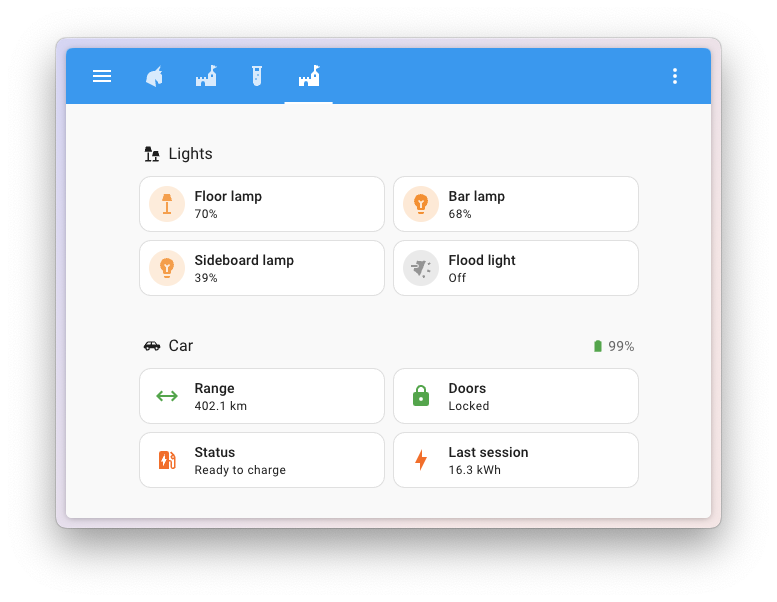 Lights
Floor lamp
70%
Bar lamp
68%
Sideboard lamp
39%
Flood light
Off
Car
99%
Range
402.1 km
Doors
Locked
Status
Ready to charge
Last session
16.3 kWh